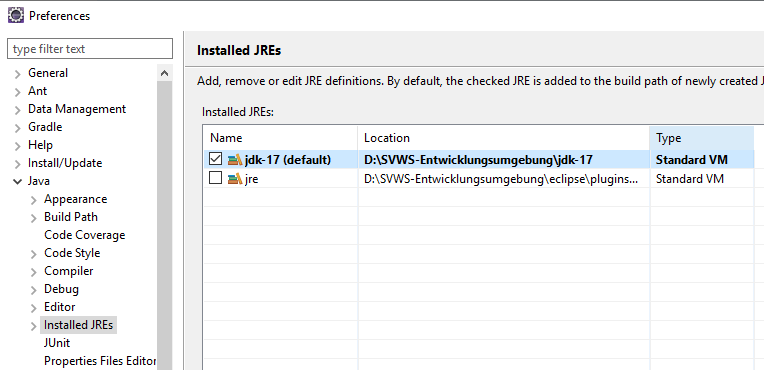 Preferences
type filter text
General
Ant
Data Management
Gradle
Help
Install/Update
Java
Appearance
Build Path
Code Coverage
Code Style
Compiler
Debug
Editor
Installed JREs
JUnit
Properties Files Editor
Installed JREs
Add, remove or edit JRE definitions. By default, the checked JRE is added to the build path of newly created J
Installed JREs:
Name Location Type
jdk-17 (default) D:\SVWS-Entwicklungsumgebung\jdk-17 Standard VM
jre D:\SVWS-Entwicklungsumgebung\eclipse\plugins... Standard VM